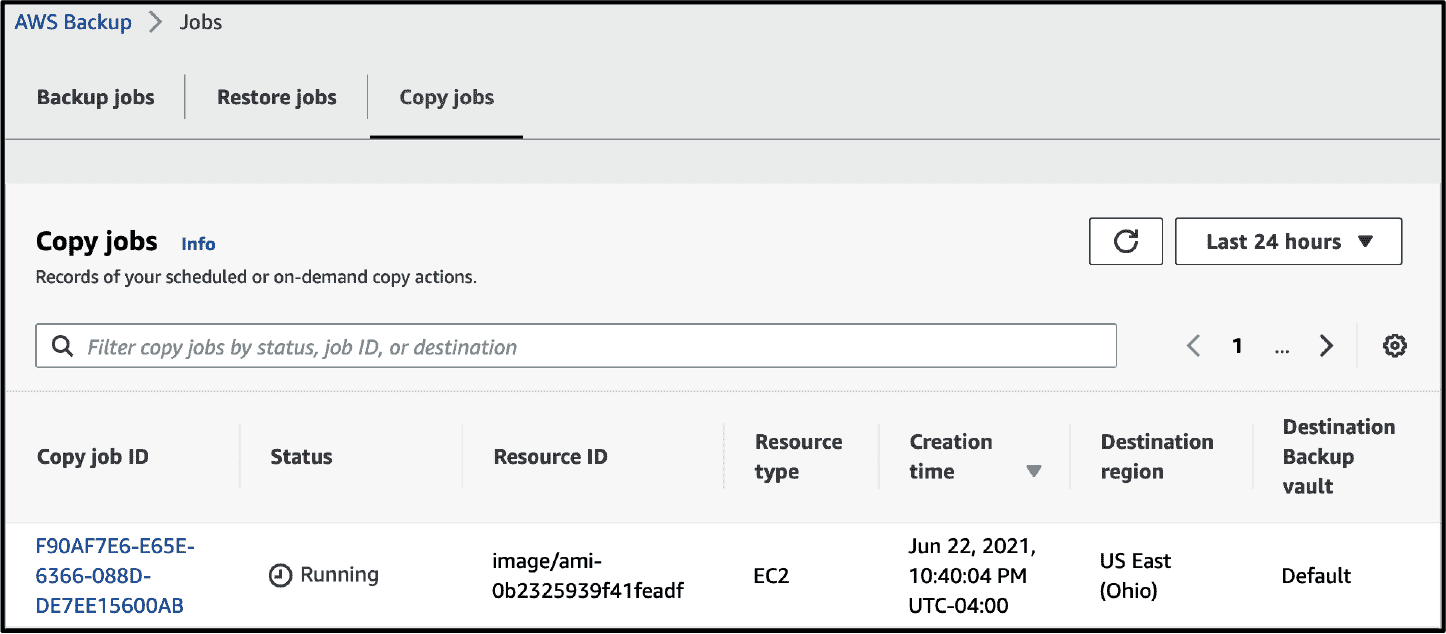 AWS Backup > Jobs
Backup jobs Restore jobs Copy jobs
Copy jobs Info
Last 24 hours
Records of your scheduled or on-demand copy actions.
Filter copy jobs by status, job ID, or destination
1 ...
Copy job ID
Status
Resource ID
Resource
type
Creation
time
Destination
region
Destination
Backup
vault
F90AF7E6-E65E-
6366-088D-
DE7EE15600AB
Running
image/ami-
0b2325939f41feadf
EC2
Jun 22, 2021,
10:40:04 PM
UTC-04:00
US East
(Ohio)
Default